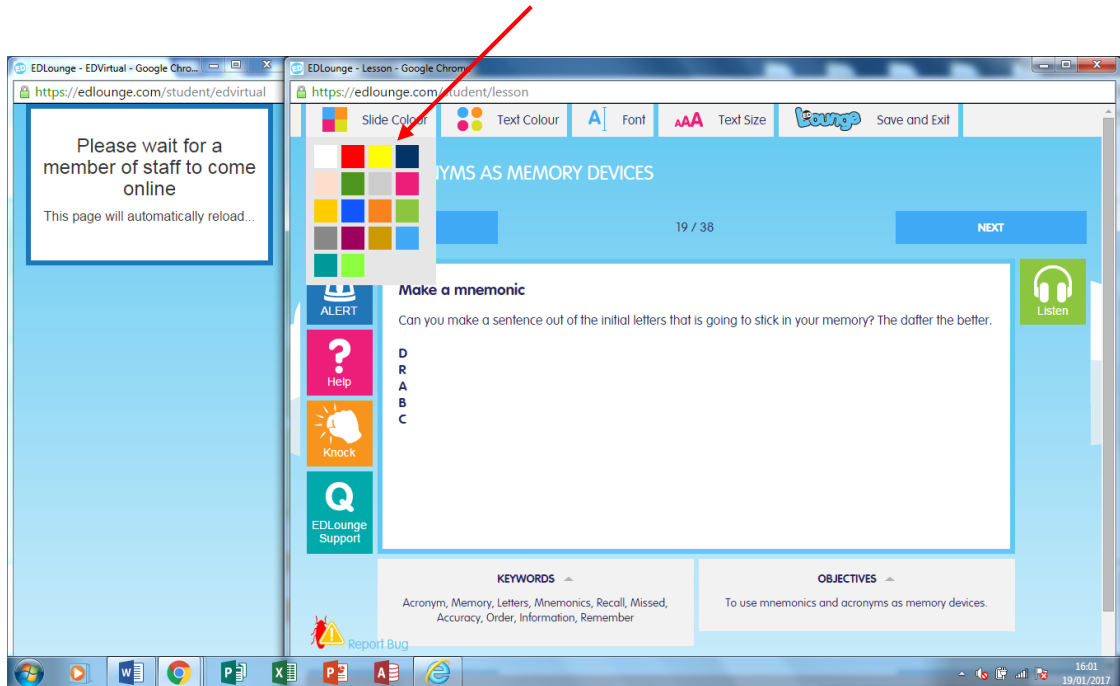 EDLounge - EDVirtual - Google Chro...
https://edlounge.com/student/edvirtual
Please wait for a
member of staff to come
online
This page will automatically reload...
EDLounge - Lesson - Google Chrome
https://edlounge.com/student/lesson
Slide Colour
Text Colour
A
Font
AAA
Text Size
Lounge
Save and Exit
NYMS AS MEMORY DEVICES
19 / 38
NEXT
ALERT
? Help
Knock
Q
EDLounge
Support
Make a mnemonic
Can you make a sentence out of the initial letters that is going to stick in your memory? The dafter the better.
D
R
A
B
C
Listen
KEYWORDS
Acronym, Memory, Letters, Mnemonics, Recall, Missed,
Accuracy, Order, Information, Remember
OBJECTIVES
To use mnemonics and acronyms as memory devices.
Report Bug
16:01
19/01/2017